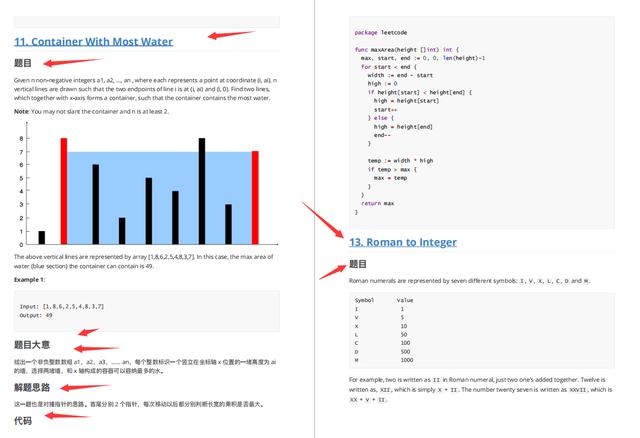 11. Container With Most Water
题目
Given n non-negative integers a1, a2, ..., an , where each represents a point at coordinate (i, ai). n
vertical lines are drawn such that the two endpoints of line i is at (i, ai) and (i, 0). Find two lines,
which together with x-axis forms a container, such that the container contains the most water.
Note: You may not slant the container and n is at least 2.
8
7
6
5
4
3
2
1
0
The above vertical lines are represented by array [1,8,6,2,5,4,8,3,7]. In this case, the max area of
water (blue section) the container can contain is 49.
Example 1:
Input: [1,8,6,2,5,4,8,3,7]
Output: 49
题目大意
给出一个非负整数数组 a1，a2，a3，…… an，每个整数标识一个竖立在坐标轴 x 位置的一堵高度为 ai
的墙，选择两堵墙，和 x 轴构成的容器可以容纳最多的水。
解题思路
这一题也是对撞指针的思路。首尾分别 2 个指针，每次移动以后都分别判断长宽的乘积是否最大。
代码
package leetcode
func maxArea(height []int) int {
max, start, end := 0, 0, len(height)-1
for start < end {
width := end - start
high := 0
if height[start] < height[end] {
high = height[start]
start++
} else {
high = height[end]
end--
}
temp := width * high
if temp > max {
max = temp
}
}
return max
}
13. Roman to Integer
题目
Roman numerals are represented by seven different symbols: I, V, X, L, C, D and M.
Symbol Value
I 1
V 5
X 10
L 50
C 100
D 500
M 1000
For example, two is written as II in Roman numeral, just two one's added together. Twelve is
written as, XII, which is simply X + II. The number twenty seven is written as XXVII, which is
XX + V + II.